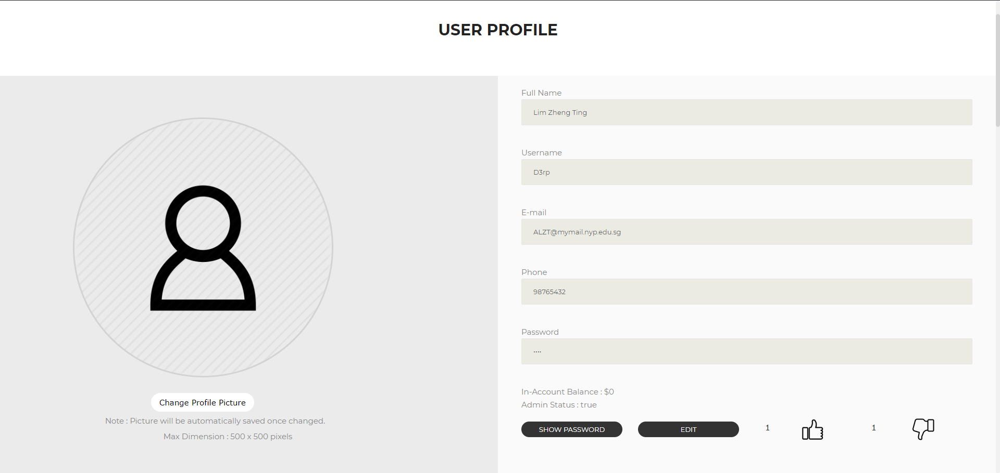 USER PROFILE
Change Profile Picture
Note : Picture will be automatically saved once changed.
Max Dimension : 500 x 500 pixels
Full Name
Lim Zheng Ting
Username
D3rp
E-mail
ALZT@mymail.nyp.edu.sg
Phone
98765432
Password
····
In-Account Balance : $0
Admin Status : true
SHOW PASSWORD EDIT 1 1